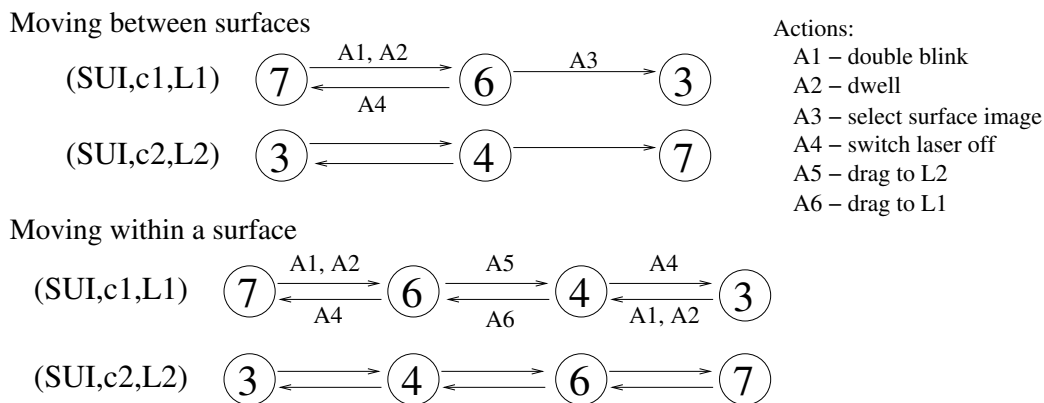 Moving between surfaces
(SUI,c1,L1) 7 A1, A2 A4 6 A3 3
(SUI,c2,L2) 3 4 7
Moving within a surface
(SUI,c1,L1) 7 A1, A2 A4 6 A5 A6 4 A4 A1, A2 3
(SUI,c2,L2) 3 4 6 7
Actions:
A1 – double blink
A2 – dwell
A3 – select surface image
A4 – switch laser off
A5 – drag to L2
A6 – drag to L1